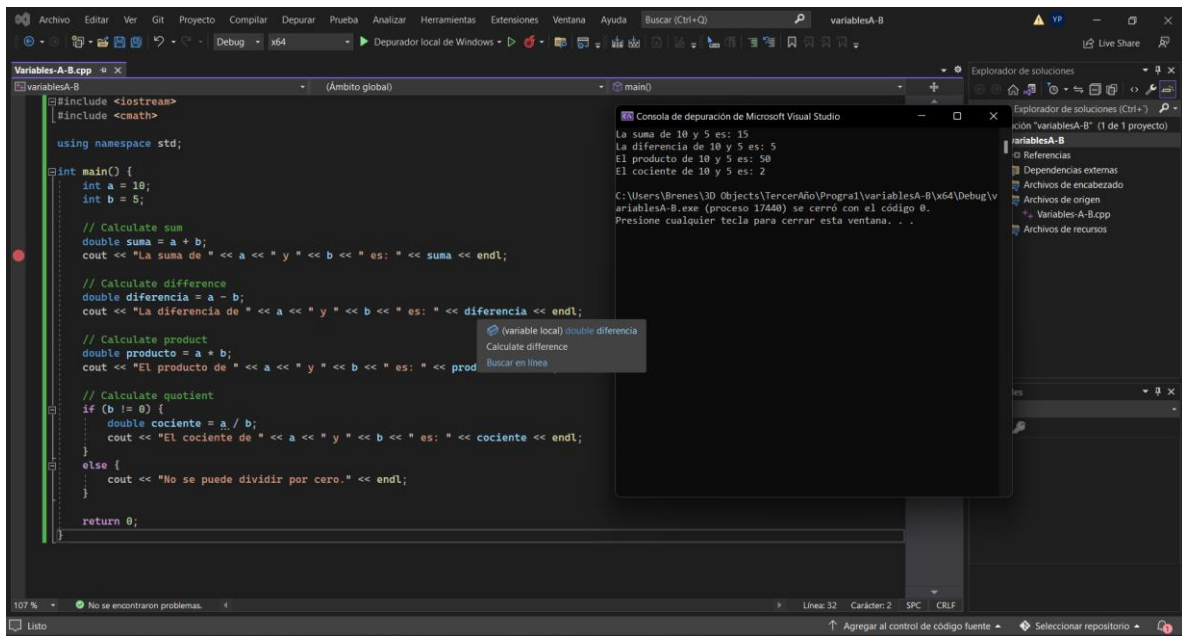 Archivo Editar Ver Git Proyecto Compilar Depurar Prueba Analizar Herramientas Extensiones Ventana Ayuda Buscar (Ctrl+Q) variablesA-B YP
Debug x64 Depurador local de Windows Live Share
Variables-A-B.cpp
variablesA-B (Ámbito global) main()
#include <iostream>
#include <cmath>
using namespace std;
int main() {
int a = 10;
int b = 5;
// Calculate sum
double suma = a + b;
cout << "La suma de " << a << " y " << b << " es: " << suma << endl;
// Calculate difference
double diferencia = a - b;
cout << "La diferencia de " << a << " y " << b << " es: " << diferencia << endl;
// Calculate product
double producto = a * b;
cout << "El producto de " << a << " y " << b << " es: " << prod
// Calculate quotient
if (b != 0) {
double cociente = a / b;
cout << "El cociente de " << a << " y " << b << " es: " << cociente << endl;
}
else {
cout << "No se puede dividir por cero." << endl;
}
return 0;
}
(variable local) double diferencia
Calculate difference
Buscar en línea
Consola de depuración de Microsoft Visual Studio
La suma de 10 y 5 es: 15
La diferencia de 10 y 5 es: 5
El producto de 10 y 5 es: 50
El cociente de 10 y 5 es: 2
C:\Users\Brenes\3D Objects\TercerAño\Progra1\variablesA-B\x64\Debug\v
ariablesA-B.exe (proceso 17440) se cerró con el código 0.
Presione cualquier tecla para cerrar esta ventana. . .
Explorador de soluciones
Explorador de soluciones (Ctrl+´)
ción "variablesA-B" (1 de 1 proyecto)
variablesA-B
Referencias
Dependencias externas
Archivos de encabezado
Archivos de origen
Variables-A-B.cpp
Archivos de recursos
107 % No se encontraron problemas. Línea: 32 Carácter: 2 SPC CRLF
Listo Agregar al control de código fuente Seleccionar repositorio